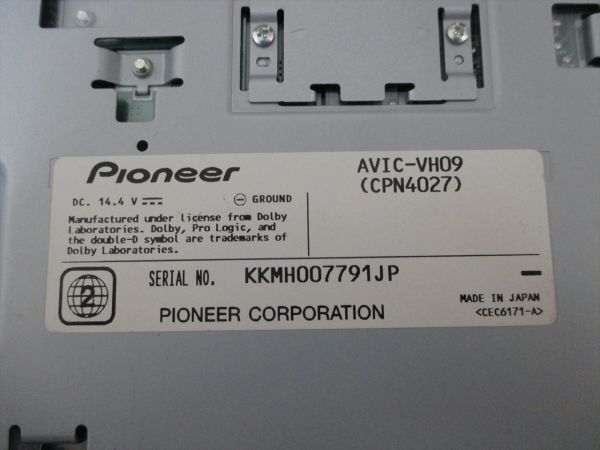 Pioneer
AVIC-VH09
(CPN4027)
DC. 14.4 V
⊖ GROUND
Manufactured under license from Dolby
Laboratories. Dolby, Pro Logic, and
the double-D symbol are trademarks of
Dolby Laboratories.
2
SERIAL NO. KKMH007791JP
PIONEER CORPORATION
MADE IN JAPAN
<CEC6171-A>